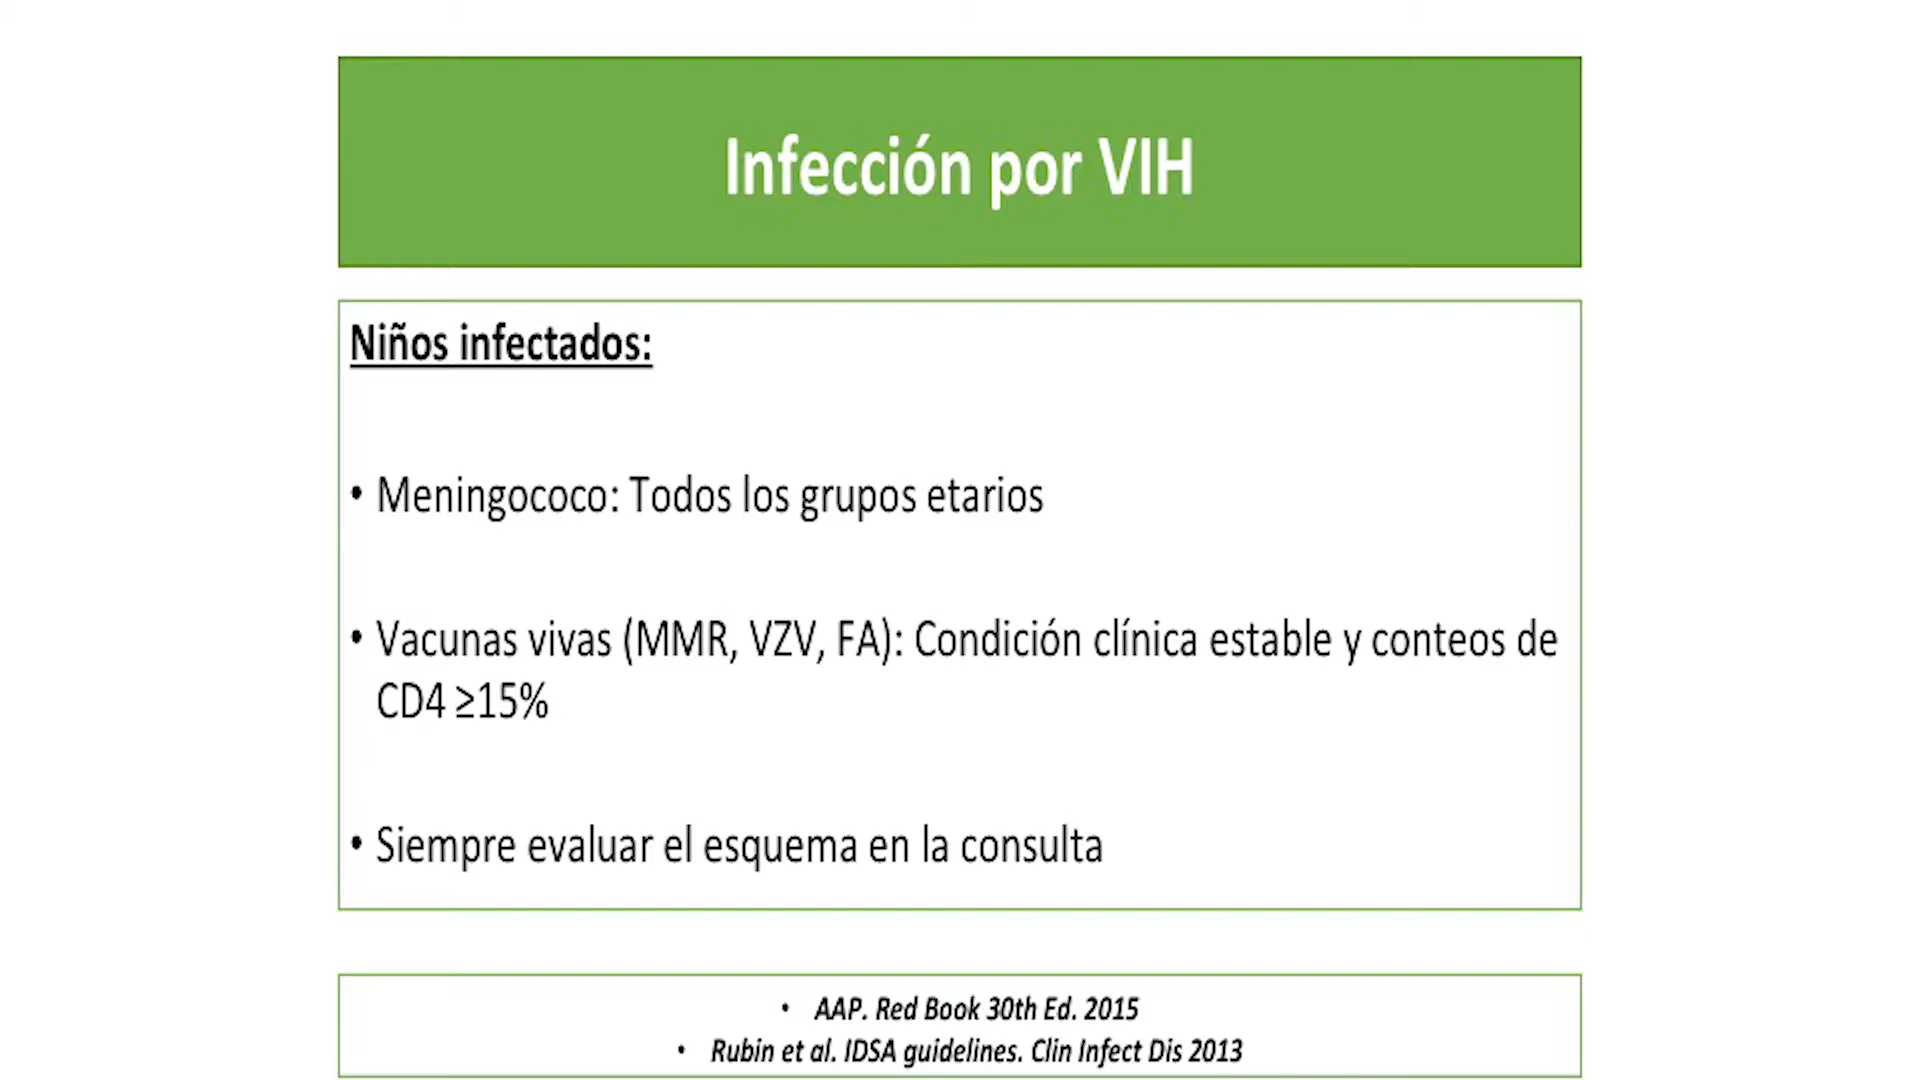 Infección por VIH
Niños infectados:
• Meningococo: Todos los grupos etarios
• Vacunas vivas (MMR, VZV, FA): Condición clínica estable y conteos de
CD4 ≥15%
• Siempre evaluar el esquema en la consulta
• AAP. Red Book 30th Ed. 2015
• Rubin et al. IDSA guidelines. Clin Infect Dis 2013